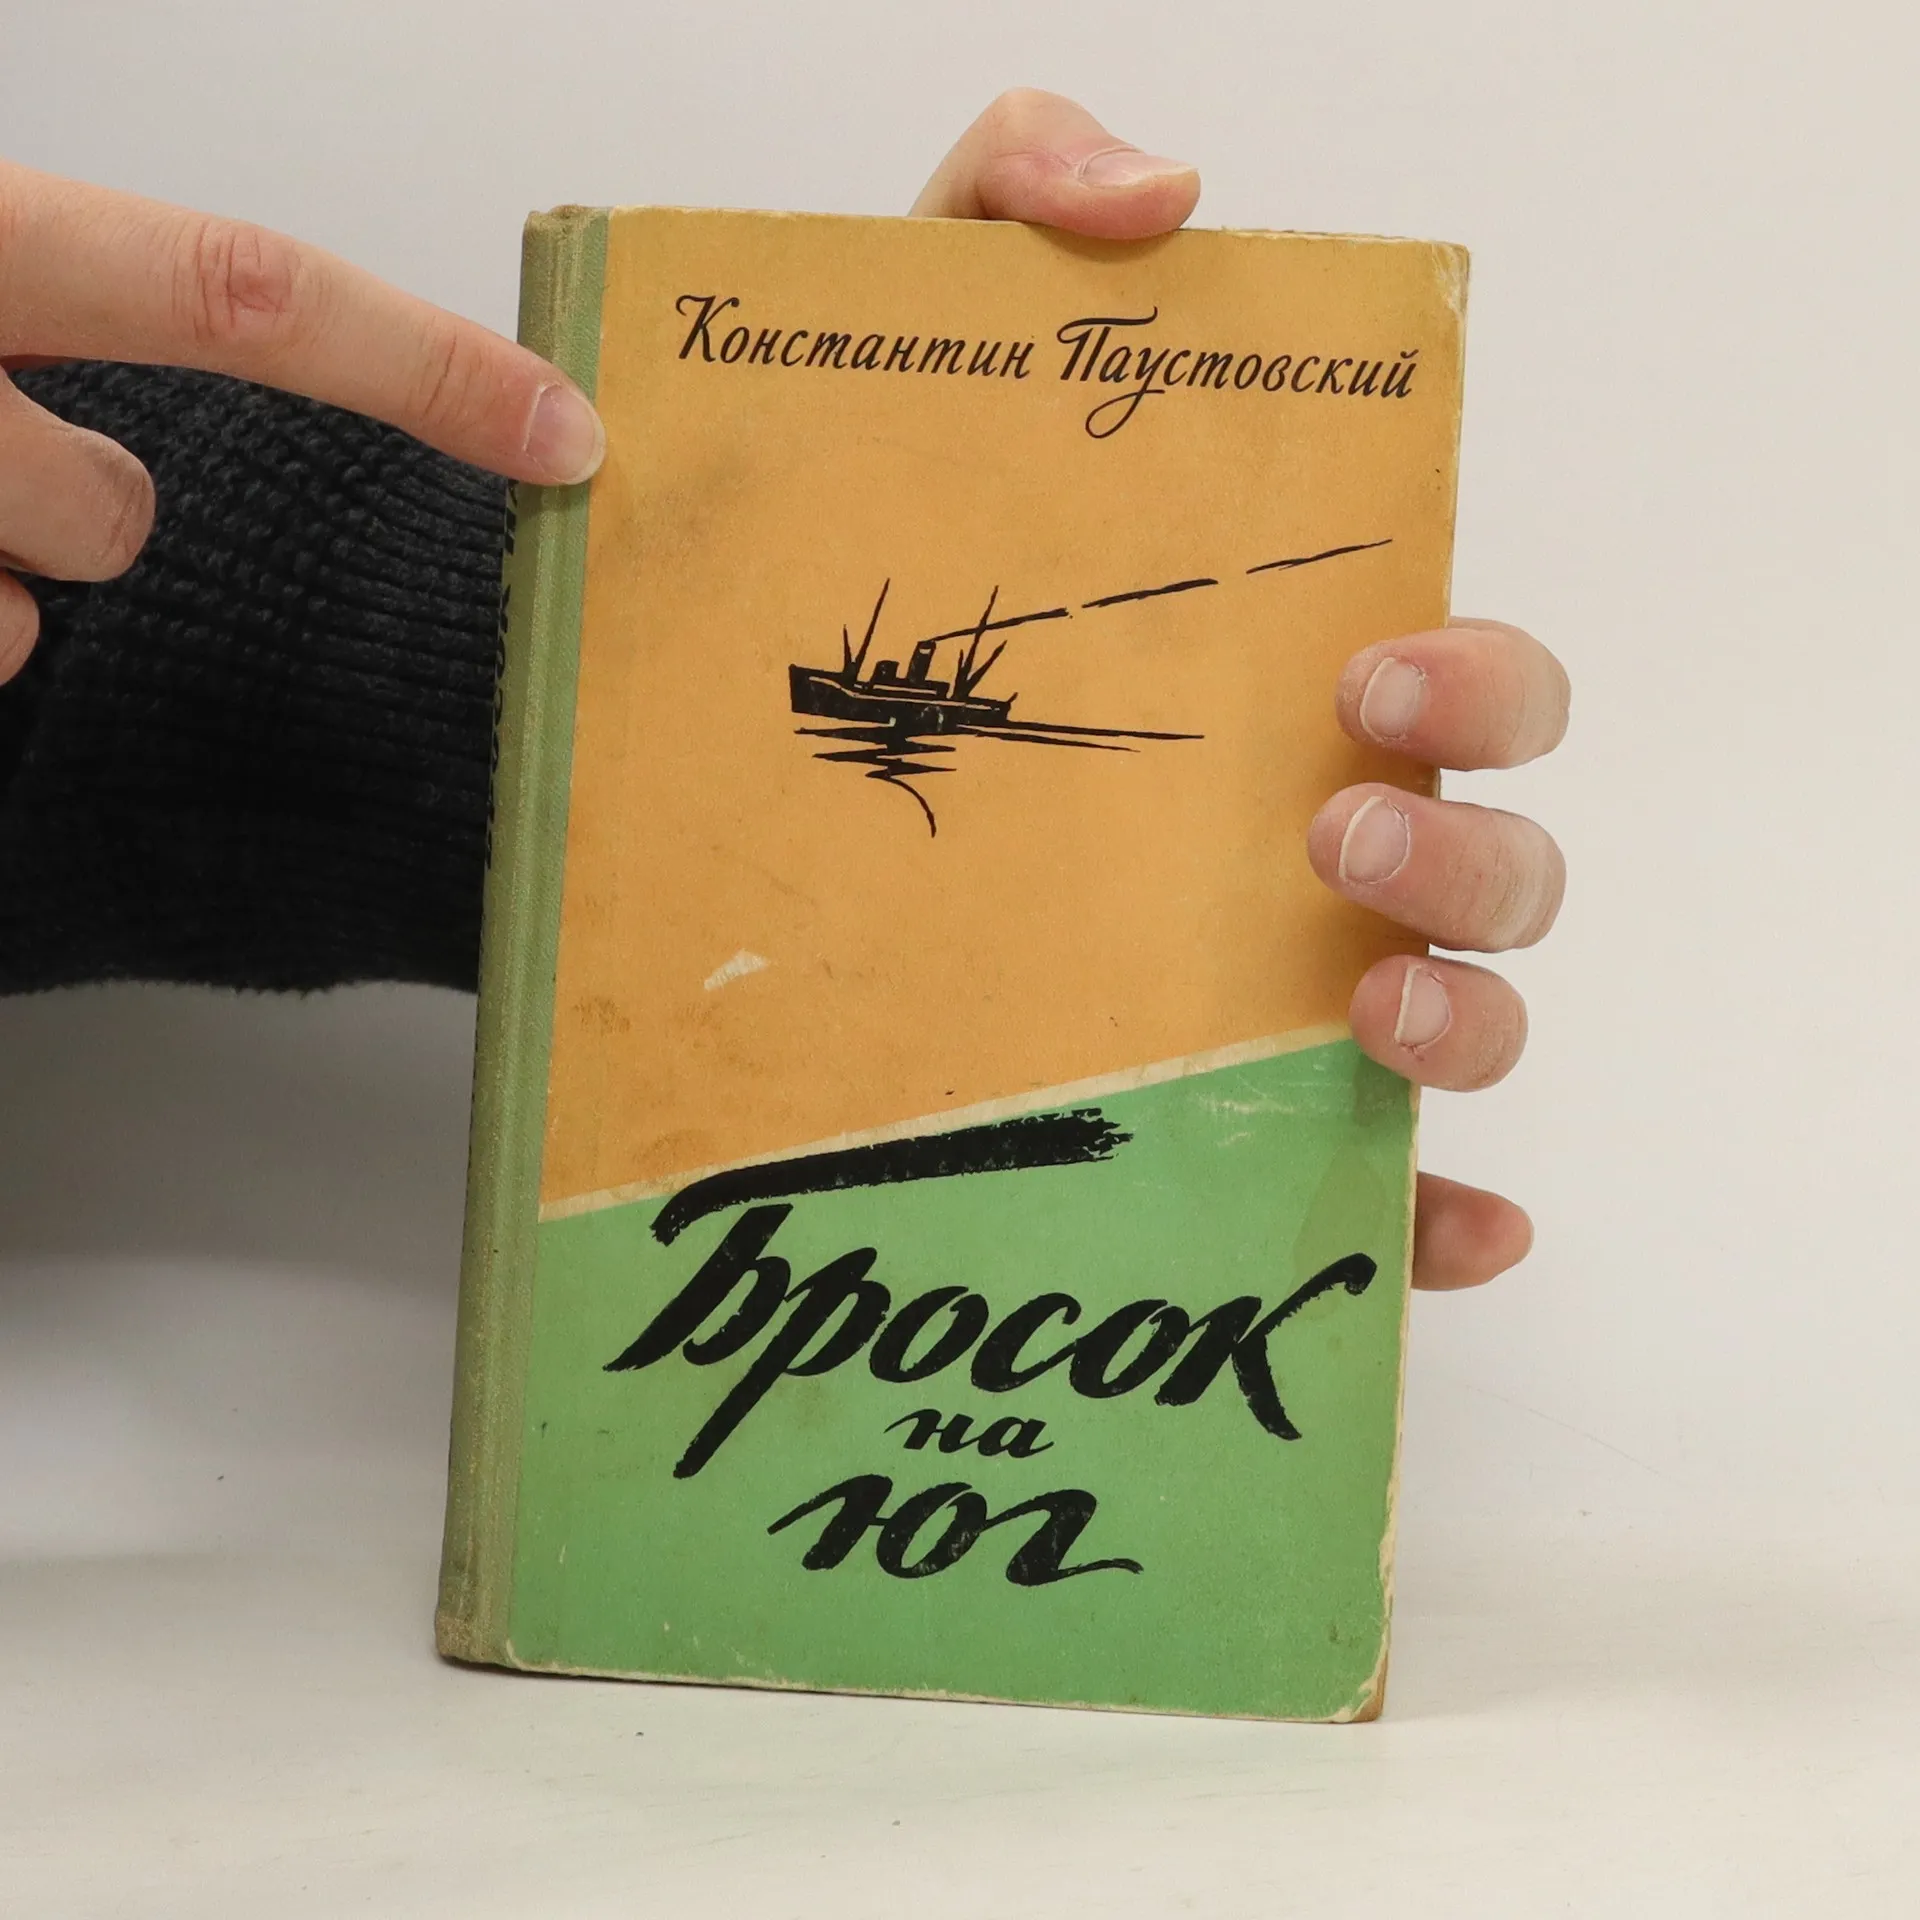 Константин Паустовский
Бросок
на
юг